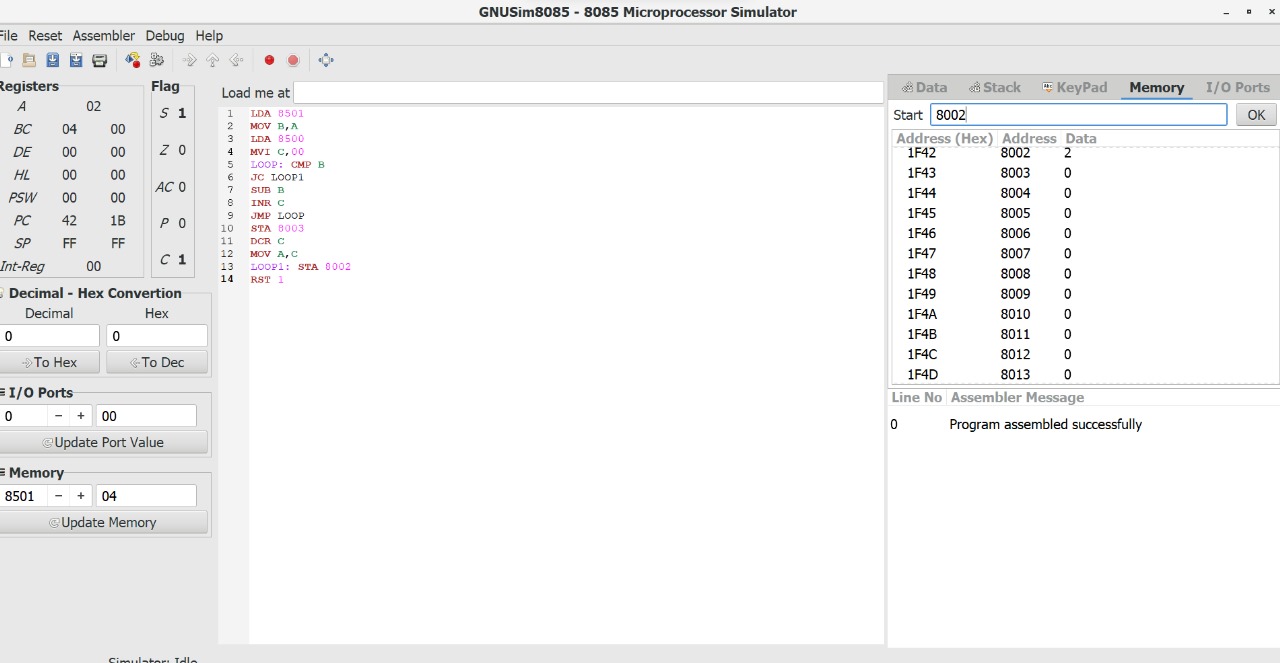 GNUSim8085 - 8085 Microprocessor Simulator
File Reset Assembler Debug Help
Registers
A 02
BC 04 00
DE 00 00
HL 00 00
PSW 00 00
PC 42 1B
SP FF FF
Int-Reg 00
Flag
S 1
Z 0
AC 0
P 0
C 1
Decimal - Hex Convertion
Decimal Hex
0 0
To Hex To Dec
I/O Ports
0 − + 00
Update Port Value
Memory
8501 − + 04
Update Memory
Load me at
1 LDA 8501
2 MOV B,A
3 LDA 8500
4 MVI C,00
5 LOOP: CMP B
6 JC LOOP1
7 SUB B
8 INR C
9 JMP LOOP
10 STA 8003
11 DCR C
12 MOV A,C
13 LOOP1: STA 8002
14 RST 1
Data Stack KeyPad Memory I/O Ports
Start 8002 OK
Address (Hex) Address Data
1F42 8002 2
1F43 8003 0
1F44 8004 0
1F45 8005 0
1F46 8006 0
1F47 8007 0
1F48 8008 0
1F49 8009 0
1F4A 8010 0
1F4B 8011 0
1F4C 8012 0
1F4D 8013 0
Line No Assembler Message
0 Program assembled successfully
Simulator: Idle